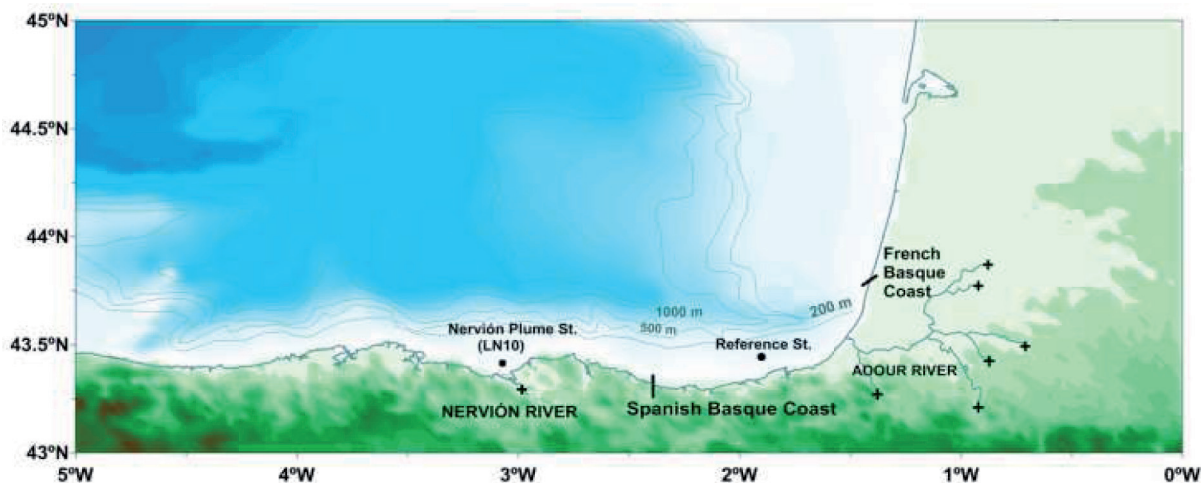 45ºN
44.5ºN
44ºN
43.5ºN
43ºN
French
Basque
Coast
200 m
1000 m
500 m
Nervión Plume St.
(LN10)
Reference St.
ADOUR RIVER
NERVIÓN RIVER
Spanish Basque Coast
5ºW
4ºW
3ºW
2ºW
1ºW
0ºW